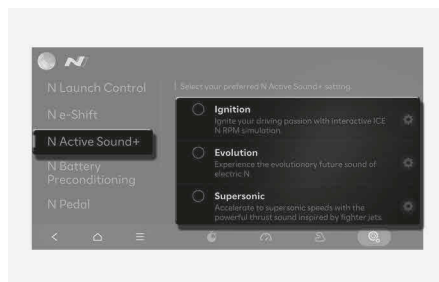 N
N Launch Control
Select your preferred N Active Sound+ setting.
N e-Shift
N Active Sound+
N Battery
Preconditioning
N Pedal
Ignition
Ignite your driving passion with interactive ICE
N RPM simulation.
Evolution
Experience the evolutionary future sound of
electric N.
Supersonic
Accelerate to supersonic speeds with the
powerful thrust sound inspired by fighter jets.